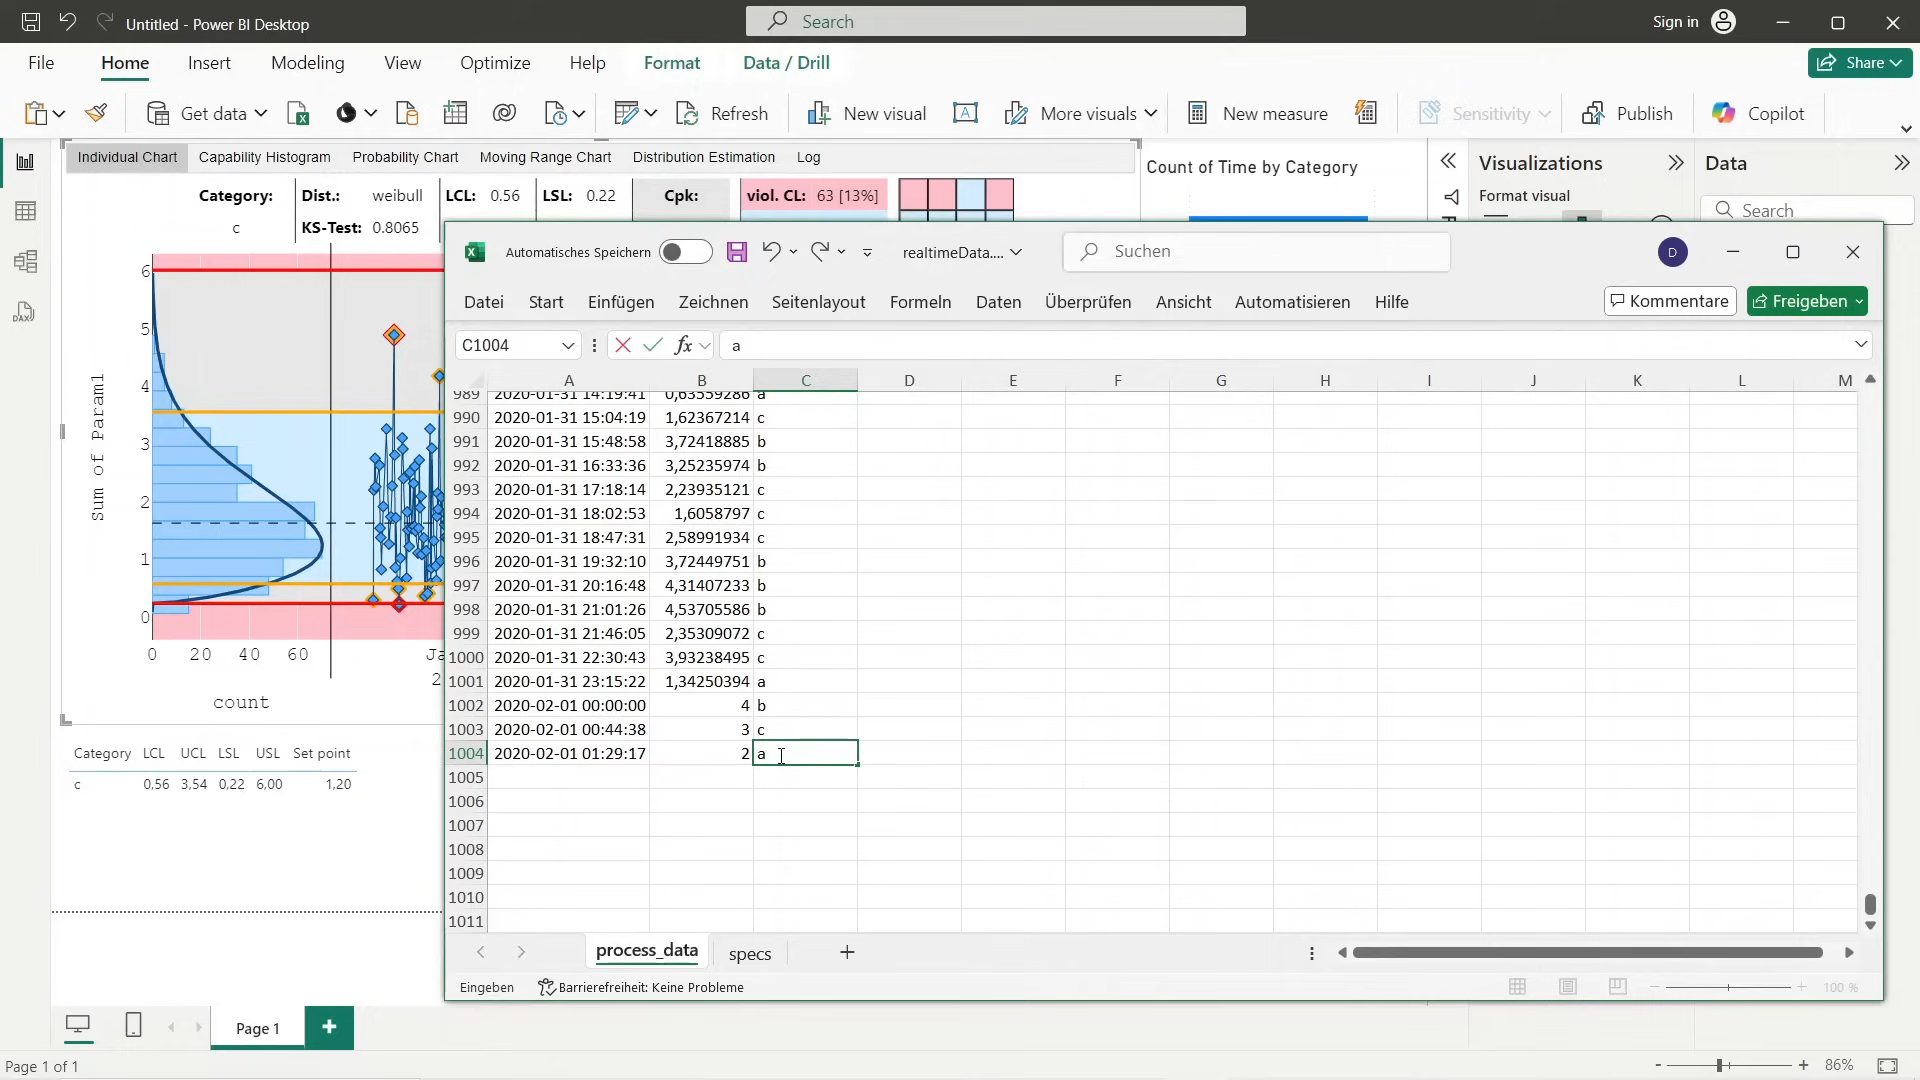 Untitled - Power BI Desktop
Search
Sign in
File Home Insert Modeling View Optimize Help Format Data / Drill
Share
Get data
Refresh
New visual
More visuals
New measure
Sensitivity
Publish
Copilot
Individual Chart Capability Histogram Probability Chart Moving Range Chart Distribution Estimation Log
Count of Time by Category
Visualizations
Data
Format visual
Search
Category: Dist.: weibull LCL: 0.56 LSL: 0.22 Cpk: viol. CL: 63 [13%]
c KS-Test: 0.8065
DAX
6
5
4
3
2
1
0
Sum of Param1
0 20 40 60 Ja
2
count
Category LCL UCL LSL USL Set point
c 0,56 3,54 0,22 6,00 1,20
Automatisches Speichern
realtimeData....
Suchen
D
Datei Start Einfügen Zeichnen Seitenlayout Formeln Daten Überprüfen Ansicht Automatisieren Hilfe
Kommentare
Freigeben
C1004
fx
a
A B C D E F G H I J K L M
989 2020-01-31 14:19:41 0,63559286 a
990 2020-01-31 15:04:19 1,62367214 c
991 2020-01-31 15:48:58 3,72418885 b
992 2020-01-31 16:33:36 3,25235974 b
993 2020-01-31 17:18:14 2,23935121 c
994 2020-01-31 18:02:53 1,6058797 c
995 2020-01-31 18:47:31 2,58991934 c
996 2020-01-31 19:32:10 3,72449751 b
997 2020-01-31 20:16:48 4,31407233 b
998 2020-01-31 21:01:26 4,53705586 b
999 2020-01-31 21:46:05 2,35309072 c
1000 2020-01-31 22:30:43 3,93238495 c
1001 2020-01-31 23:15:22 1,34250394 a
1002 2020-02-01 00:00:00 4 b
1003 2020-02-01 00:44:38 3 c
1004 2020-02-01 01:29:17 2 a
1005
1006
1007
1008
1009
1010
1011
process_data specs
Eingeben
Barrierefreiheit: Keine Probleme
100 %
Page 1
Page 1 of 1
86%